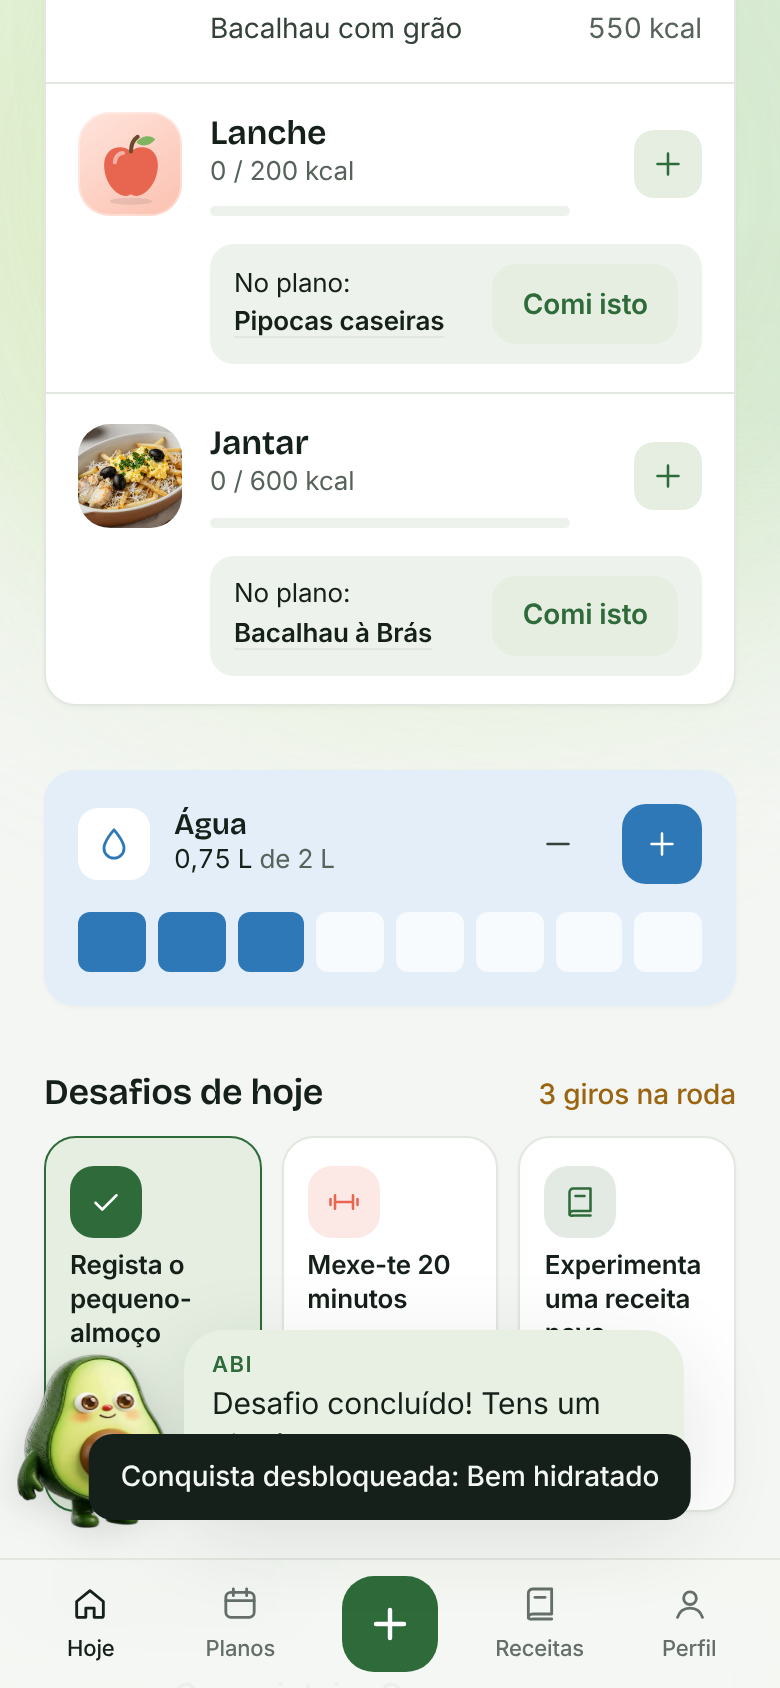 Bacalhau com grão 550 kcal
Lanche
0 / 200 kcal
No plano:
Pipocas caseiras
Comi isto
Jantar
0 / 600 kcal
No plano:
Bacalhau à Brás
Comi isto
Água
0,75 L de 2 L
Desafios de hoje
3 giros na roda
Regista o
pequeno-
almoço
Mexe-te 20
minutos
Experimenta
uma receita
ABI
Desafio concluído! Tens um
Conquista desbloqueada: Bem hidratado
Hoje
Planos
Receitas
Perfil